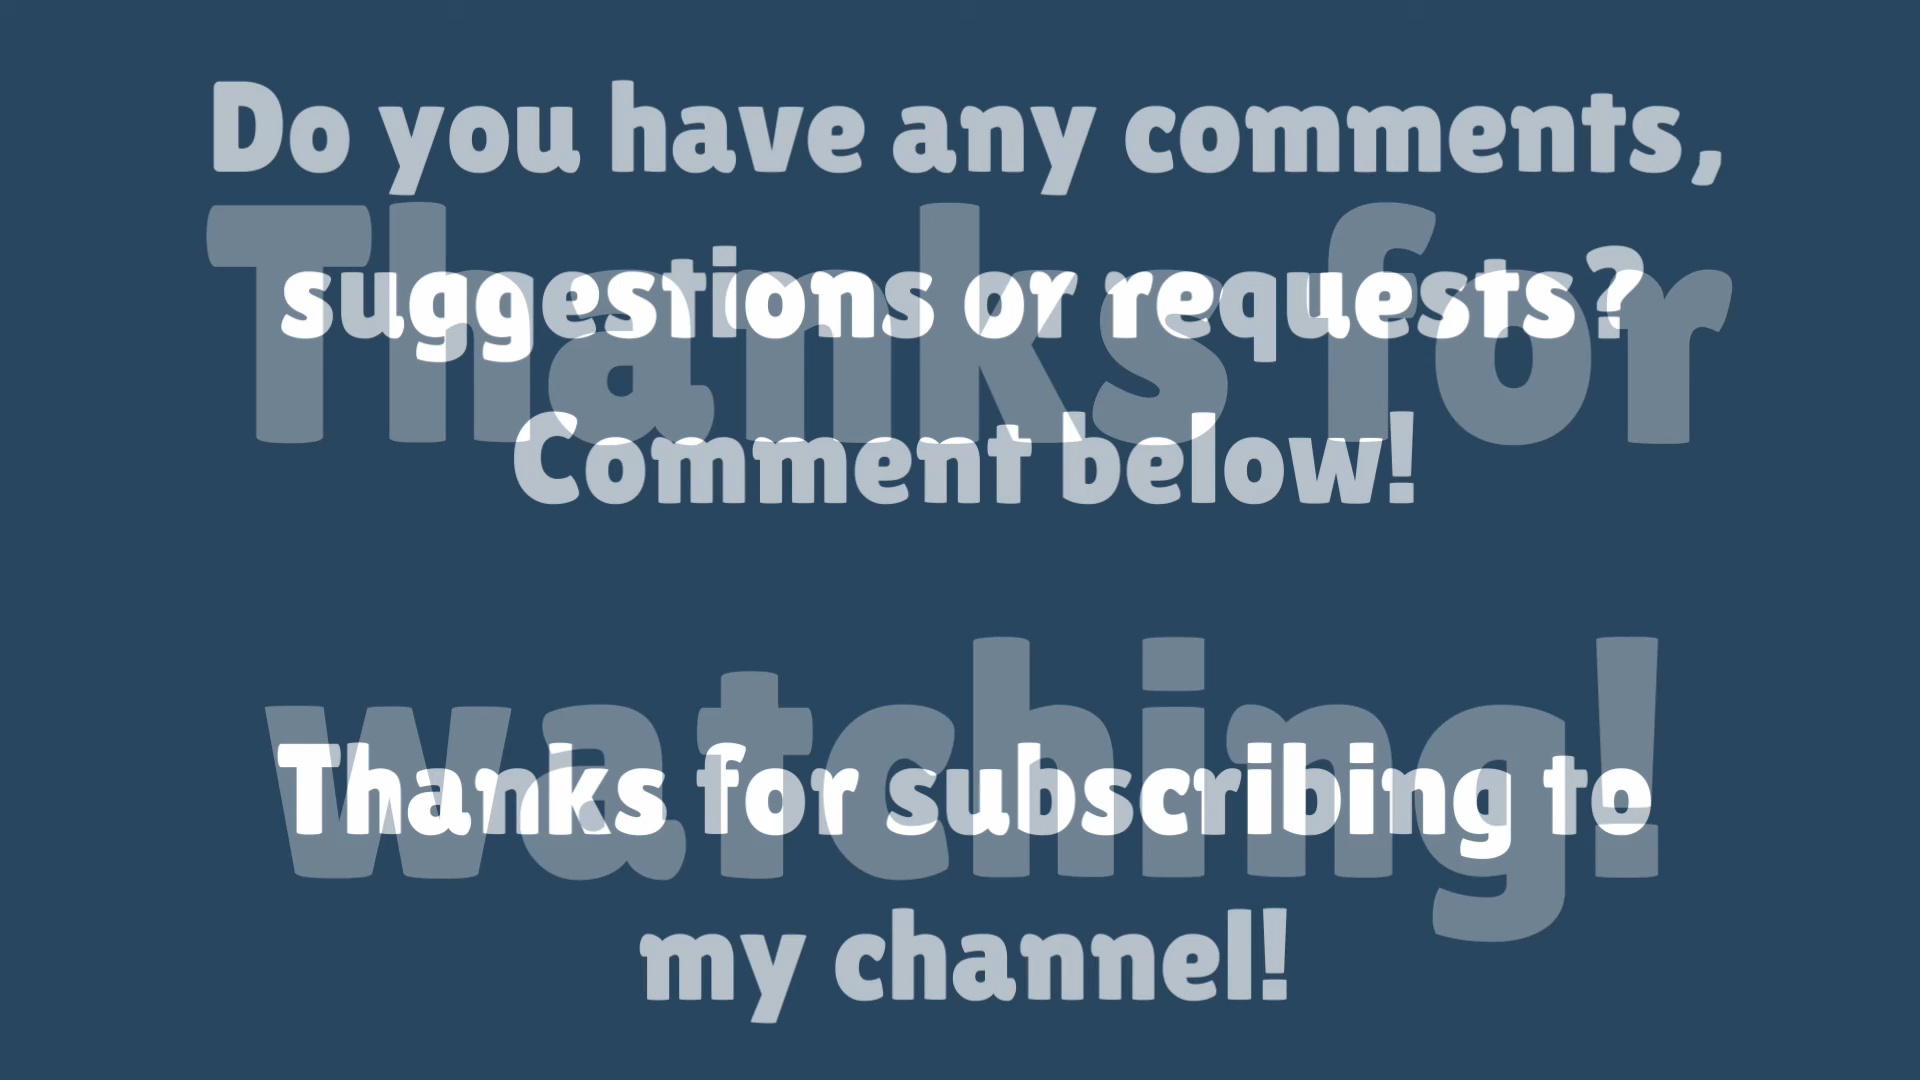 Do you have any comments,
Thanks for
suggestions or requests?
Comment below!
watching!
Thanks for subscribing to
my channel!